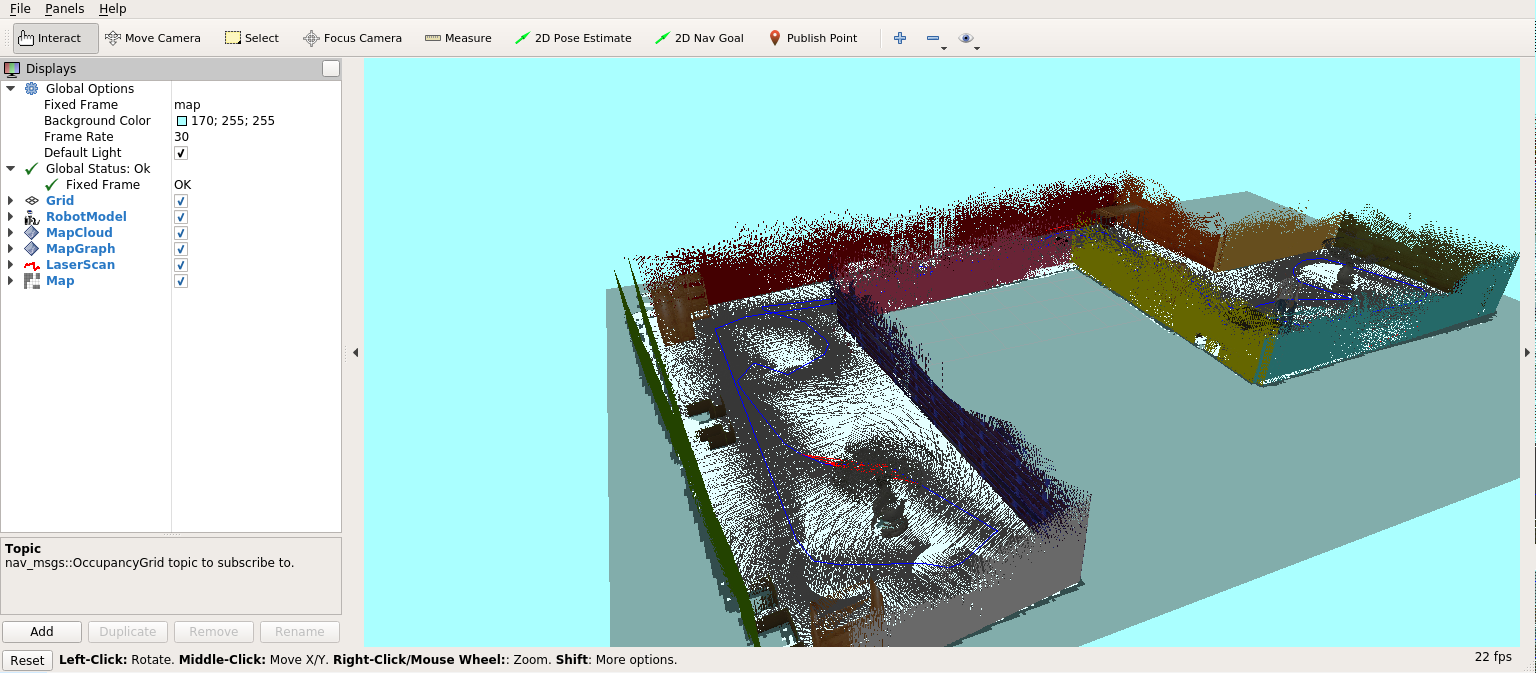 File Panels Help
Interact Move Camera Select Focus Camera Measure 2D Pose Estimate 2D Nav Goal Publish Point
Displays
Global Options
Fixed Frame map
Background Color 170; 255; 255
Frame Rate 30
Default Light
Global Status: Ok
Fixed Frame OK
Grid
RobotModel
MapCloud
MapGraph
LaserScan
Map
Topic
nav_msgs::OccupancyGrid topic to subscribe to.
Add Duplicate Remove Rename
Reset Left-Click: Rotate. Middle-Click: Move X/Y. Right-Click/Mouse Wheel:: Zoom. Shift: More options. 22 fps